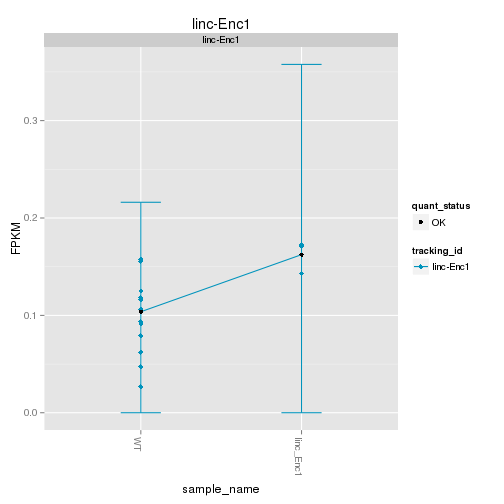 linc-Enc1
linc-Enc1
FPKM
0.3
0.2
0.1
0.0
WT
linc_Enc1
sample_name
quant_status
OK
tracking_id
linc-Enc1